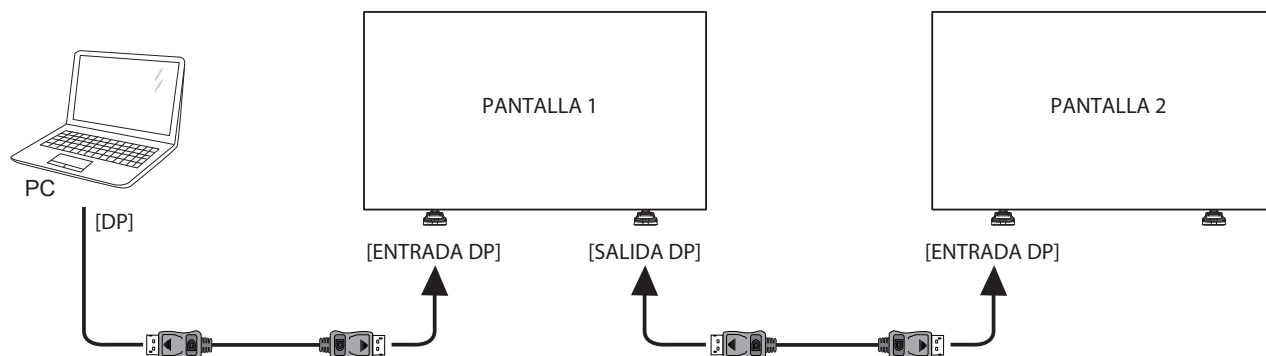 PANTALLA 1
PANTALLA 2
PC
[DP]
[ENTRADA DP]
[SALIDA DP]
[ENTRADA DP]